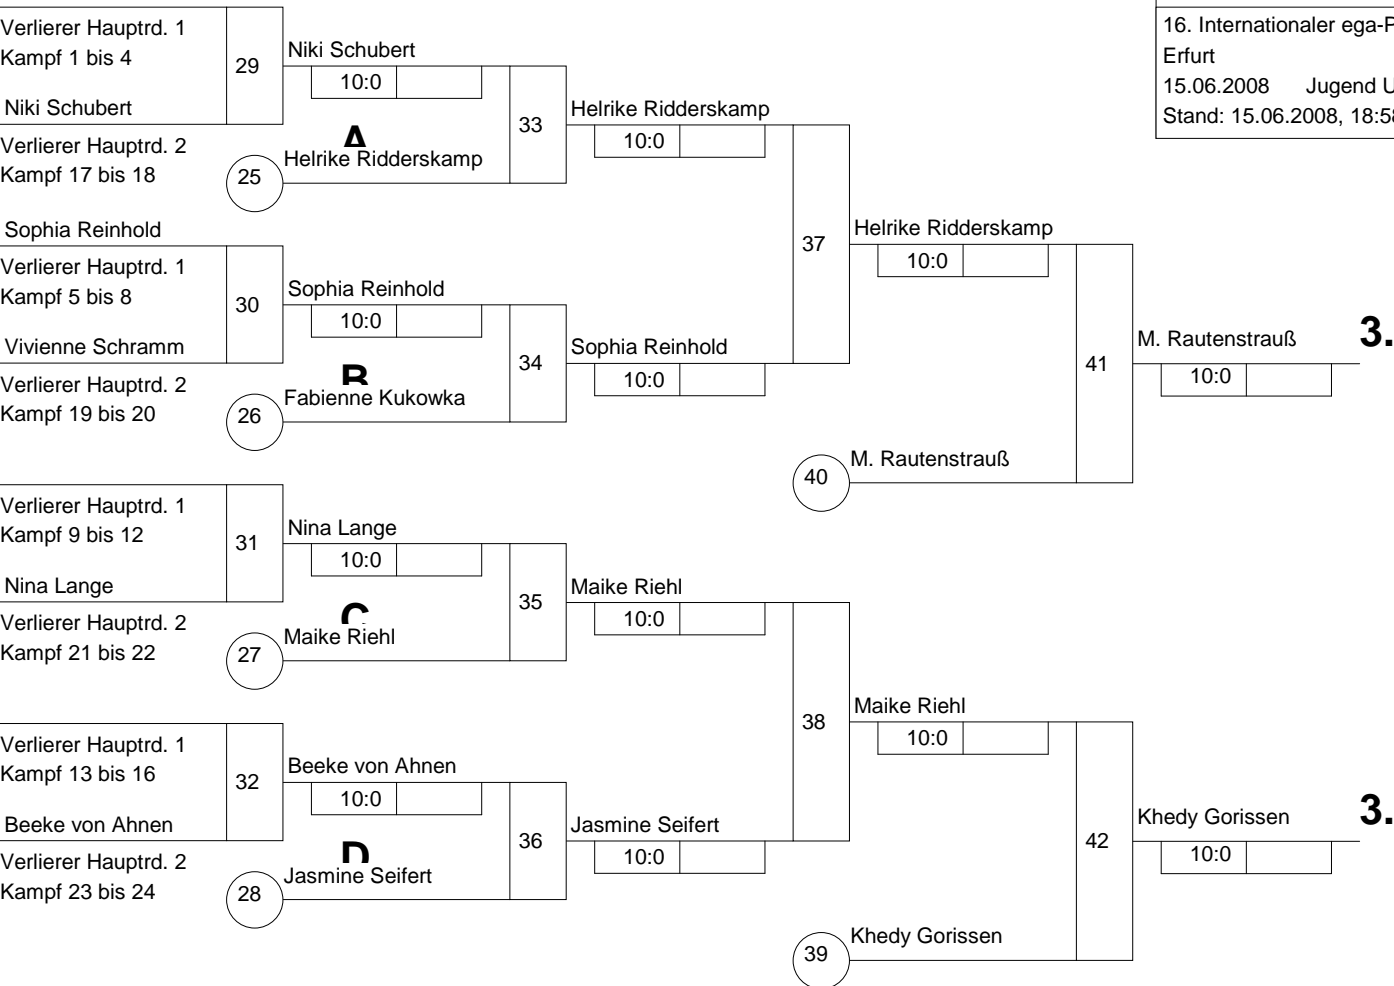 16. Internationaler ega-P
Erfurt
15.06.2008 Jugend U
Stand: 15.06.2008, 18:58
Verlierer Hauptrd. 1
Kampf 1 bis 4
29
Niki Schubert
10:0
Niki Schubert
33
Helrike Ridderskamp
10:0
A
Verlierer Hauptrd. 2
Kampf 17 bis 18
25
Helrike Ridderskamp
Sophia Reinhold
37
Helrike Ridderskamp
10:0
Verlierer Hauptrd. 1
Kampf 5 bis 8
30
Sophia Reinhold
10:0
Vivienne Schramm
34
Sophia Reinhold
10:0
B
Verlierer Hauptrd. 2
Kampf 19 bis 20
26
Fabienne Kukowka
41
M. Rautenstrauß
3.
10:0
40
M. Rautenstrauß
Verlierer Hauptrd. 1
Kampf 9 bis 12
31
Nina Lange
10:0
Nina Lange
35
Maike Riehl
10:0
C
Verlierer Hauptrd. 2
Kampf 21 bis 22
27
Maike Riehl
38
Maike Riehl
10:0
Verlierer Hauptrd. 1
Kampf 13 bis 16
32
Beeke von Ahnen
10:0
Beeke von Ahnen
36
Jasmine Seifert
10:0
D
Verlierer Hauptrd. 2
Kampf 23 bis 24
28
Jasmine Seifert
42
Khedy Gorissen
3.
10:0
39
Khedy Gorissen